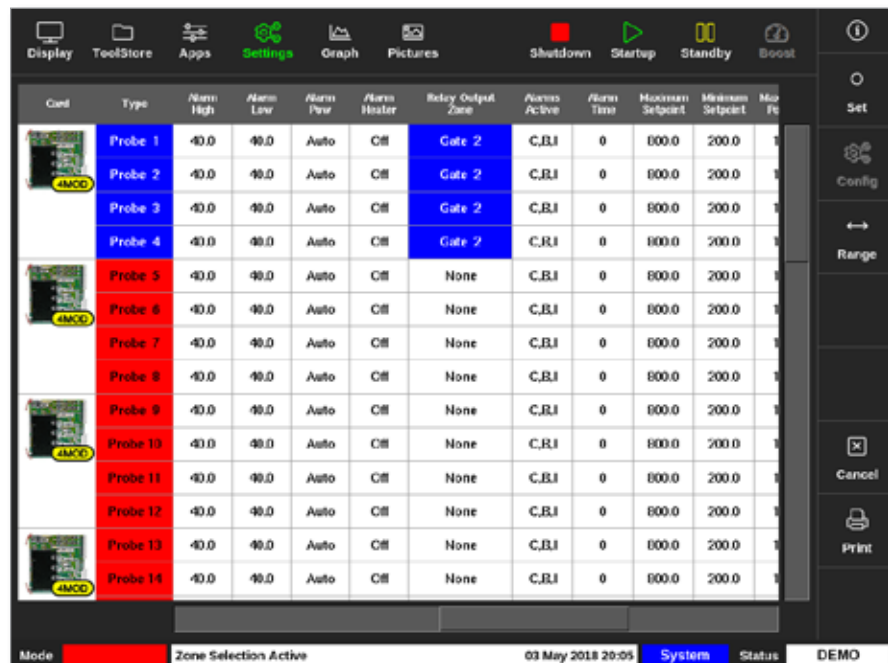 Display ToolStore Apps Settings Graph Pictures Shutdown Startup Standby Boost
Card Type Alarm High Alarm Low Alarm Pwr Alarm Heater Relay Output Zone Alarms Active Alarm Time Maximum Setpoint Minimum Setpoint
4MOD
Probe 1 40.0 40.0 Auto Off Gate 2 C,B,I 0 800.0 200.0
Probe 2 40.0 40.0 Auto Off Gate 2 C,B,I 0 800.0 200.0
Probe 3 40.0 40.0 Auto Off Gate 2 C,B,I 0 800.0 200.0
Probe 4 40.0 40.0 Auto Off Gate 2 C,B,I 0 800.0 200.0
4MOD
Probe 5 40.0 40.0 Auto Off None C,B,I 0 800.0 200.0
Probe 6 40.0 40.0 Auto Off None C,B,I 0 800.0 200.0
Probe 7 40.0 40.0 Auto Off None C,B,I 0 800.0 200.0
Probe 8 40.0 40.0 Auto Off None C,B,I 0 800.0 200.0
4MOD
Probe 9 40.0 40.0 Auto Off None C,B,I 0 800.0 200.0
Probe 10 40.0 40.0 Auto Off None C,B,I 0 800.0 200.0
Probe 11 40.0 40.0 Auto Off None C,B,I 0 800.0 200.0
Probe 12 40.0 40.0 Auto Off None C,B,I 0 800.0 200.0
4MOD
Probe 13 40.0 40.0 Auto Off None C,B,I 0 800.0 200.0
Probe 14 40.0 40.0 Auto Off None C,B,I 0 800.0 200.0
Set
Config
Range
Cancel
Print
Mode Zone Selection Active 03 May 2018 20:05 System Status DEMO